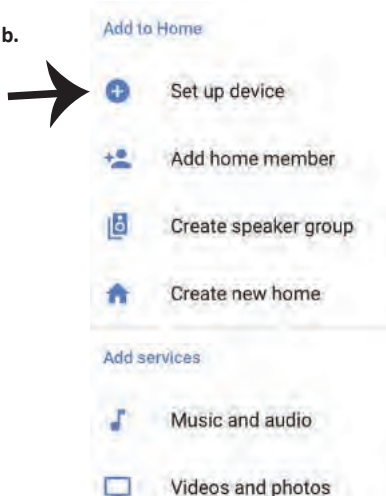 b.
Add to Home
Set up device
Add home member
Create speaker group
Create new home
Add services
Music and audio
Videos and photos